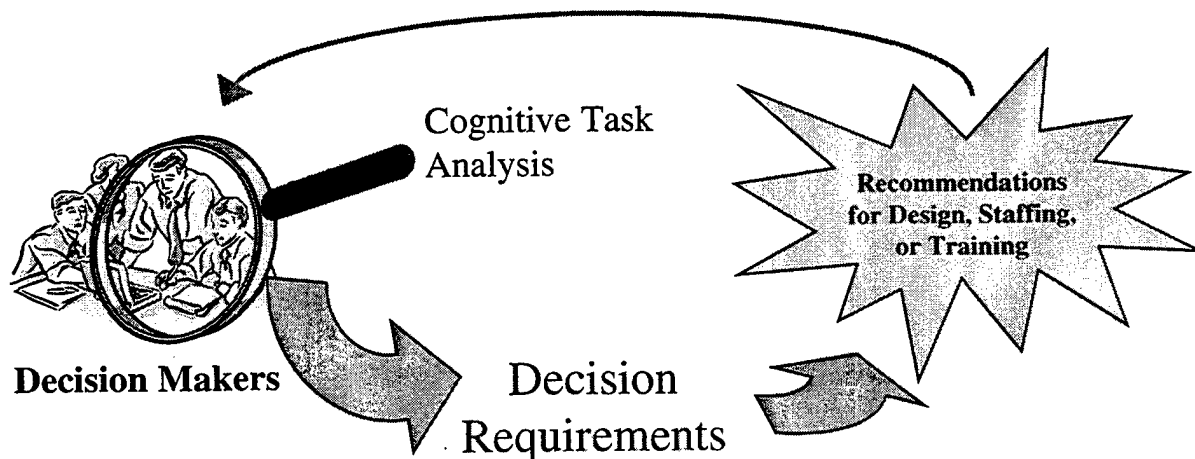 Cognitive Task
Analysis
Recommendations
for Design, Staffing,
or Training
Decision Makers
Decision
Requirements